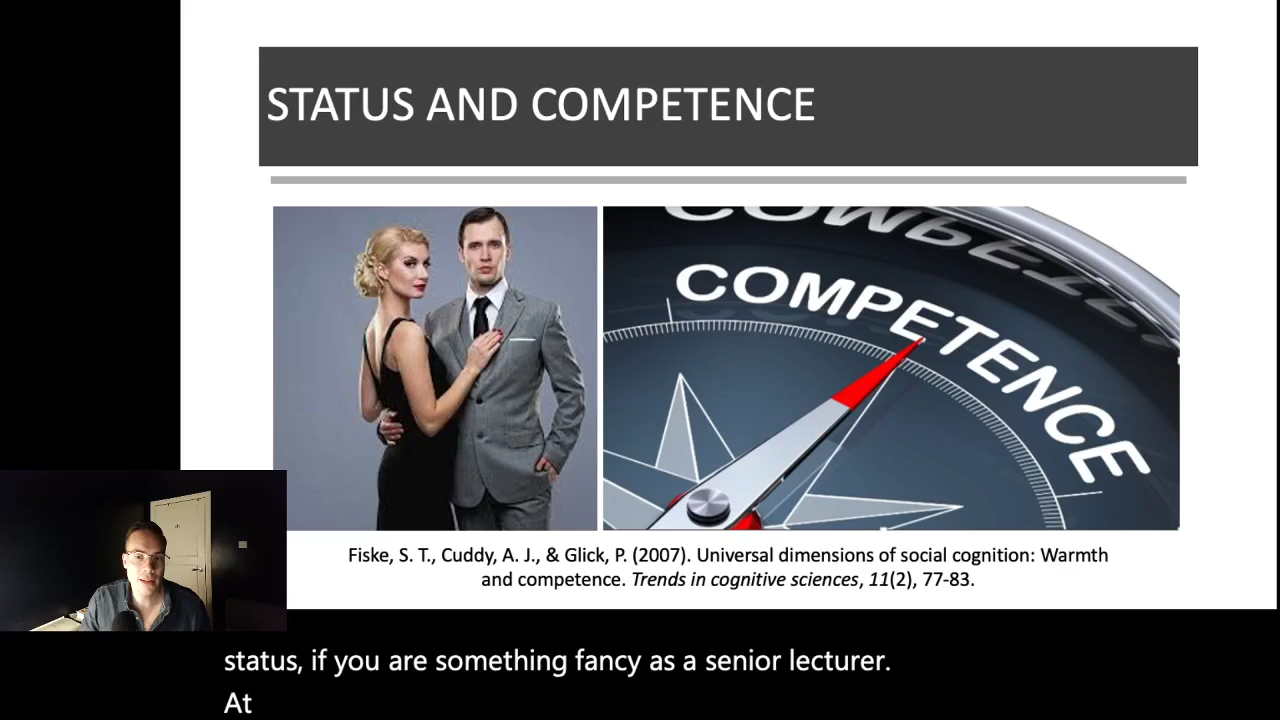 STATUS AND COMPETENCE
COMPETENCE
COMPETENCE
Fiske, S. T., Cuddy, A. J., & Glick, P. (2007). Universal dimensions of social cognition: Warmth
and competence. Trends in cognitive sciences, 11(2), 77-83.
status, if you are something fancy as a senior lecturer.
At